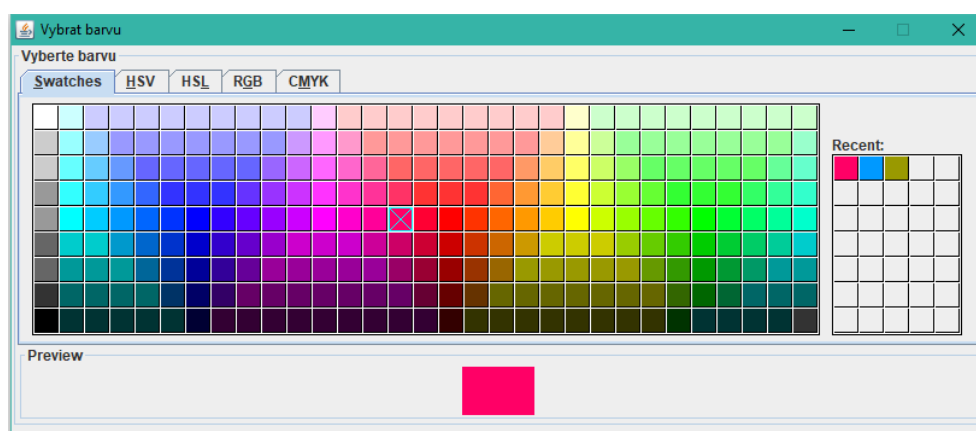 Vybrat barvu
Vyberte barvu
Swatches HSV HSL RGB CMYK
Recent:
Preview